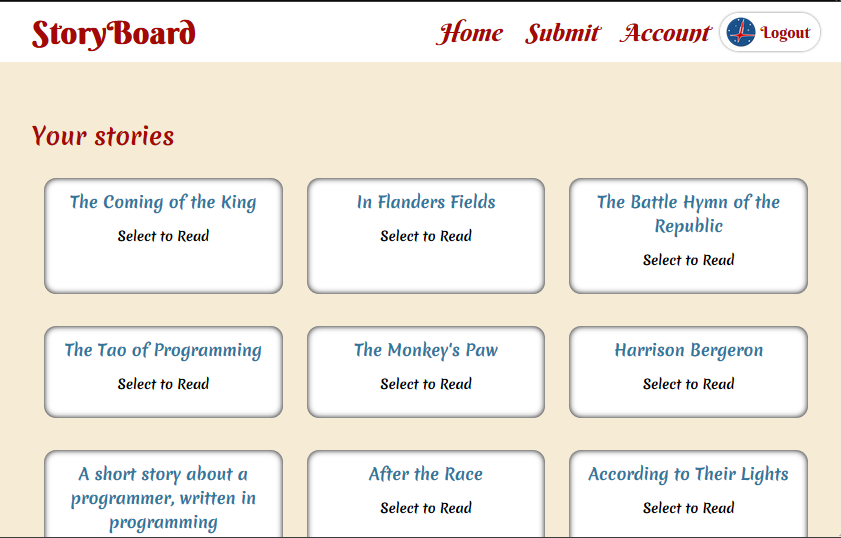 StoryBoard
Home Submit Account Logout
Your stories
The Coming of the King
Select to Read
In Flanders Fields
Select to Read
The Battle Hymn of the
Republic
Select to Read
The Tao of Programming
Select to Read
The Monkey's Paw
Select to Read
Harrison Bergeron
Select to Read
A short story about a
programmer, written in
programming
After the Race
Select to Read
According to Their Lights
Select to Read